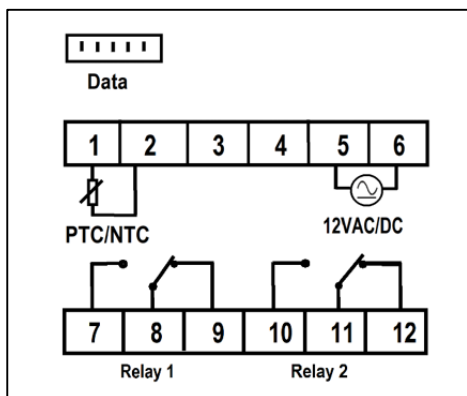 Data
1 2 3 4 5 6
PTC/NTC 12VAC/DC
7 8 9 10 11 12
Relay 1 Relay 2